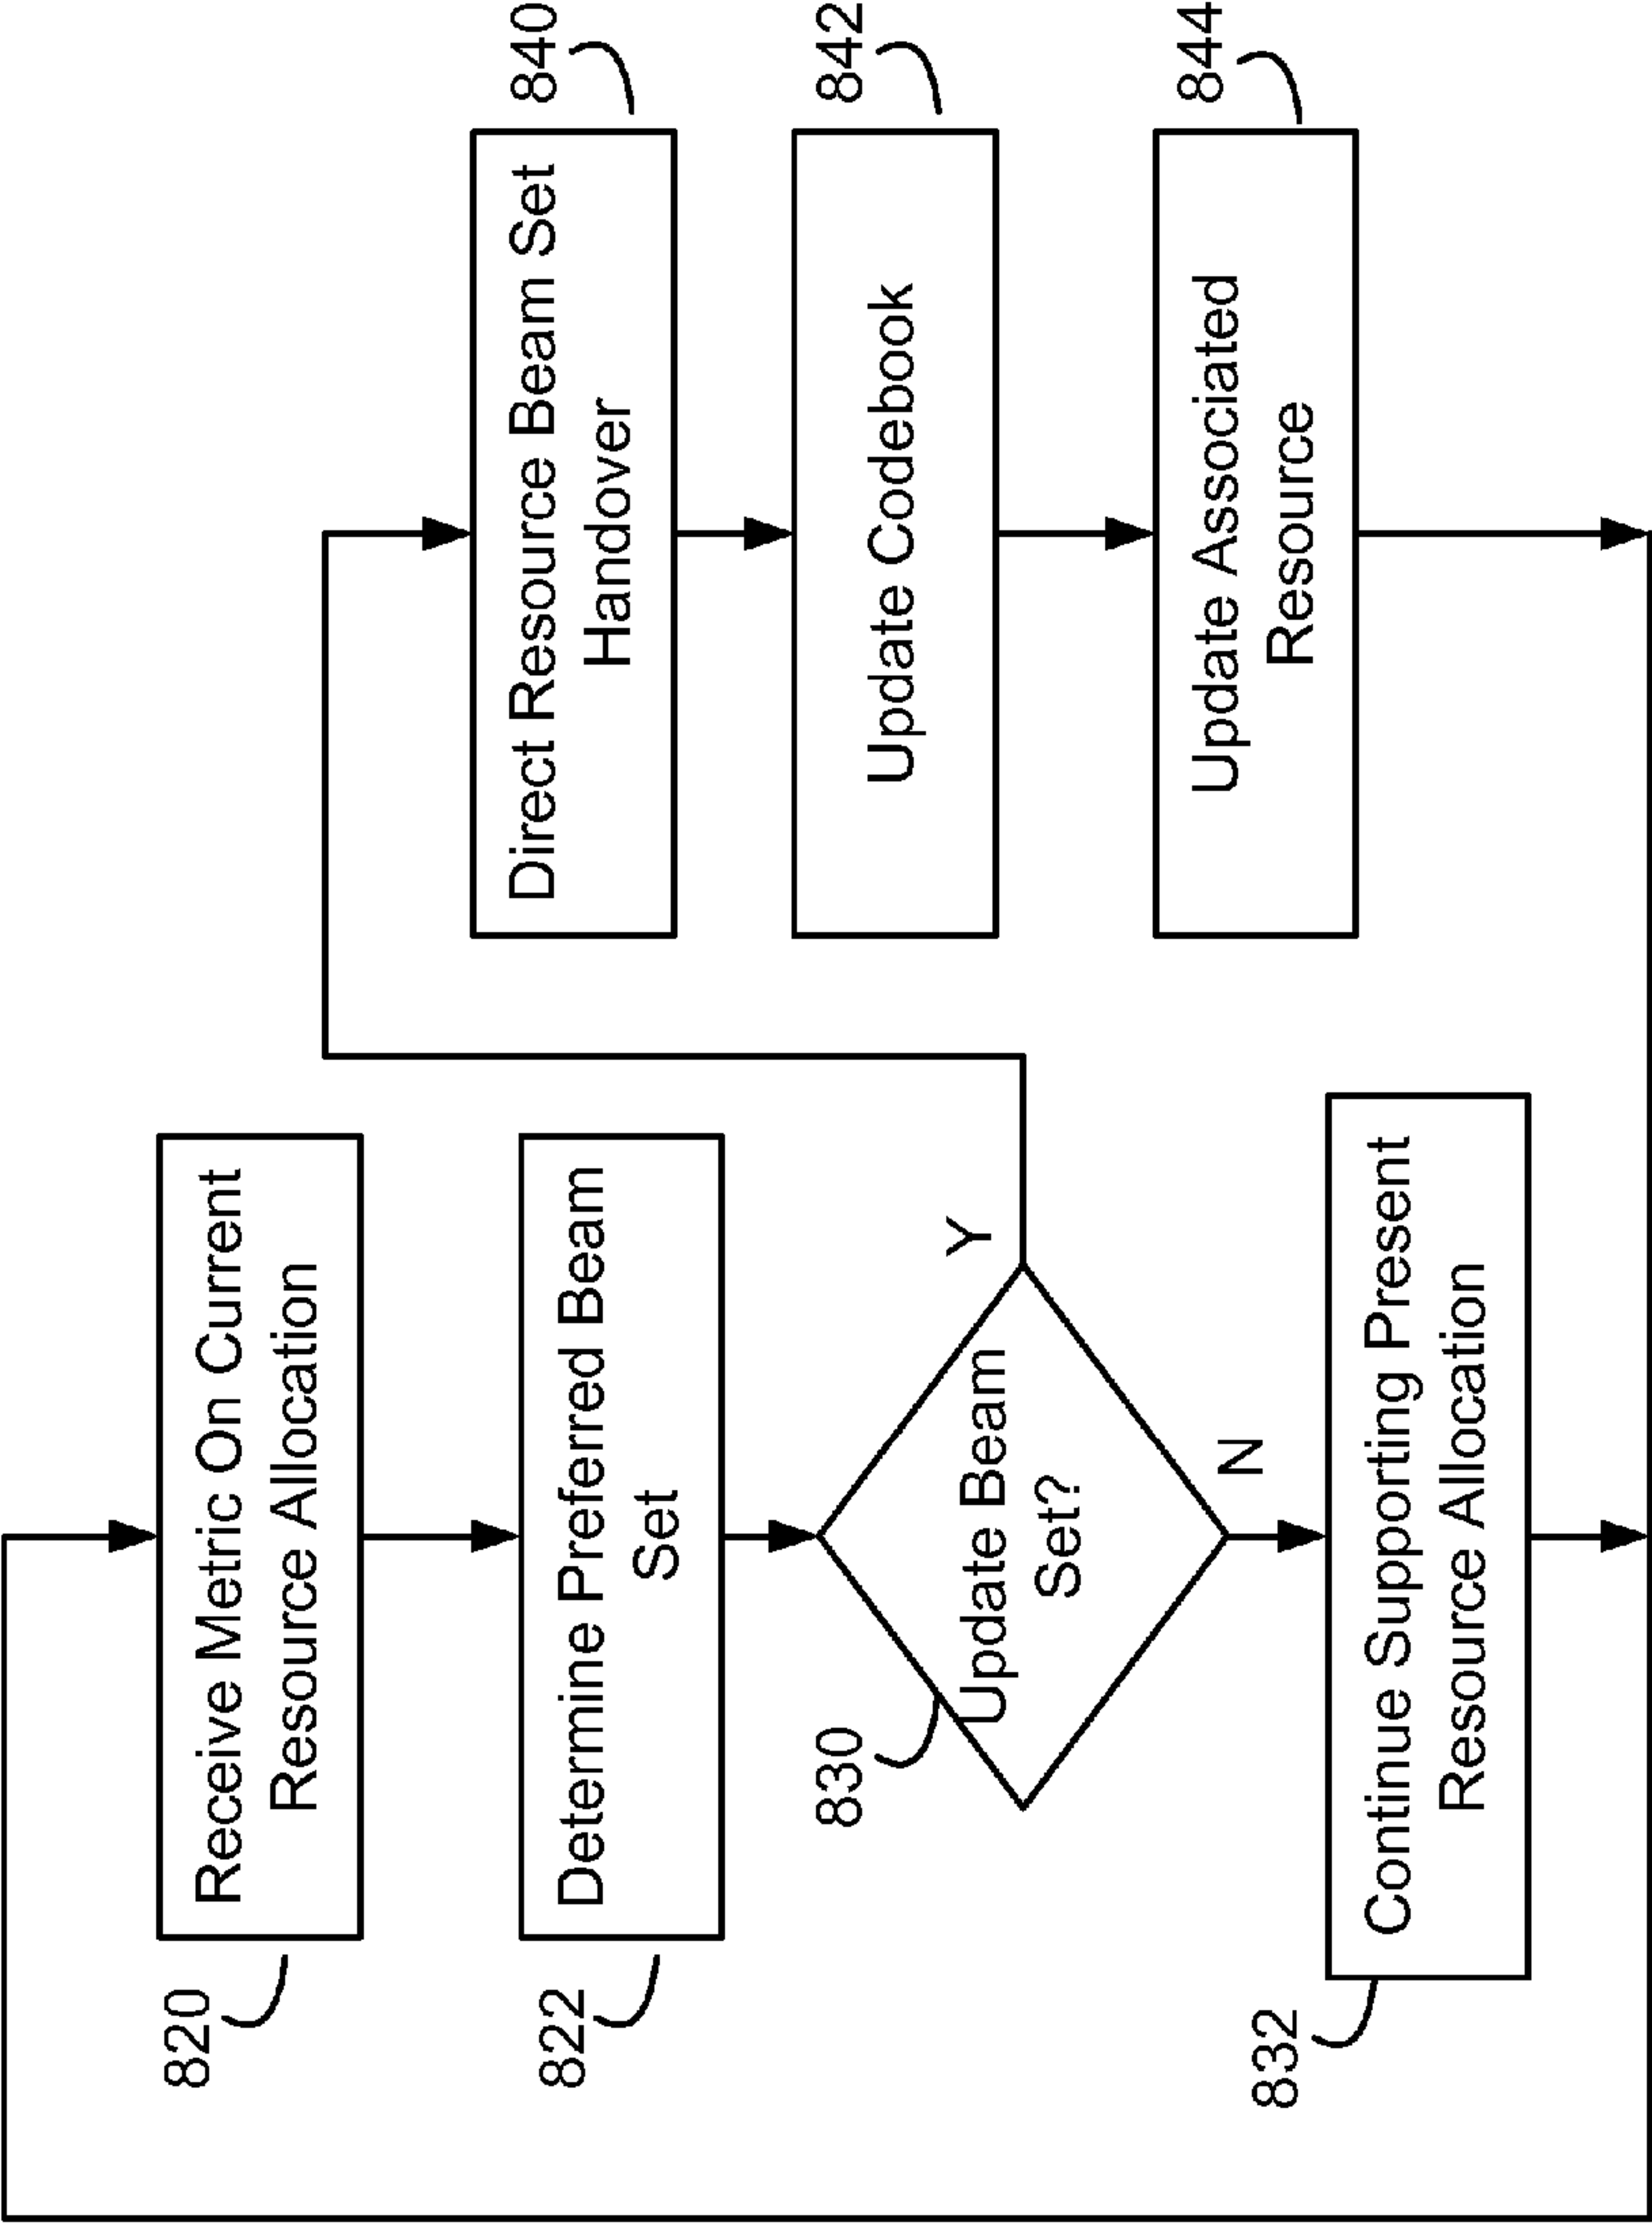 820
Receive Metric On Current
Resource Allocation
822
Determine Preferred Beam
Set
830
Update Beam
Set?
Y
N
832
Continue Supporting Present
Resource Allocation
840
Direct Resource Beam Set
Handover
842
Update Codebook
844
Update Associated
Resource